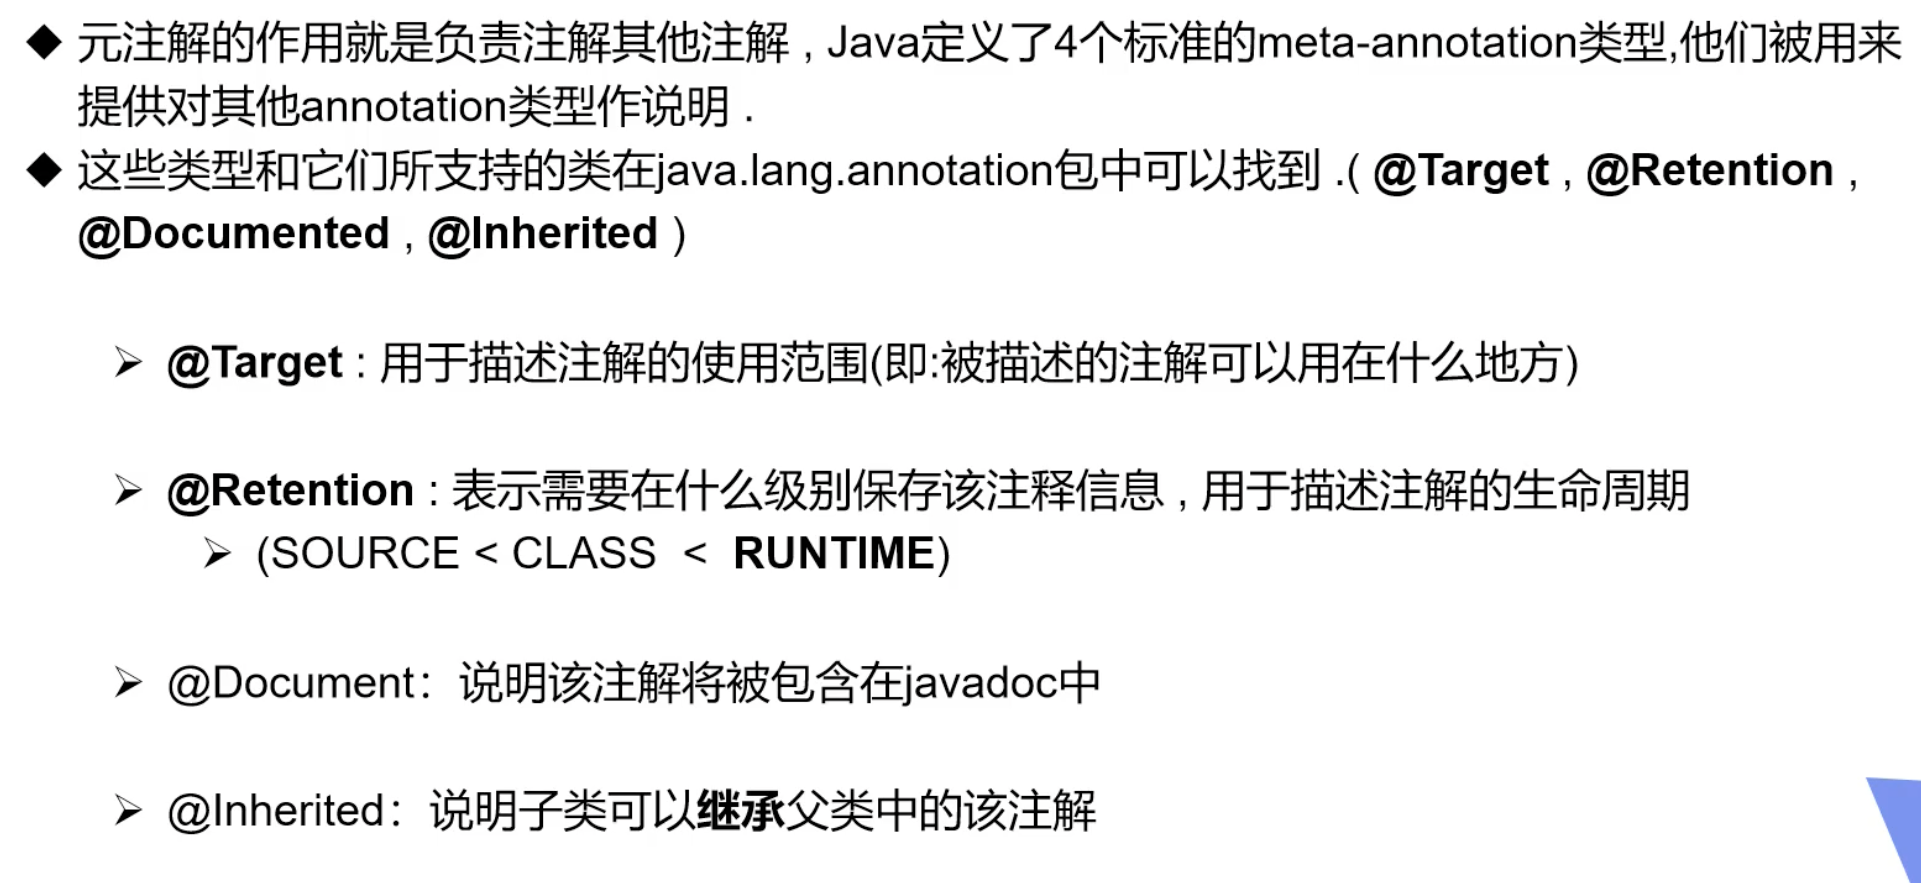 ◆ 元注解的作用就是负责注解其他注解 , Java定义了4个标准的meta-annotation类型,他们被用来
提供对其他annotation类型作说明 .
◆ 这些类型和它们所支持的类在java.lang.annotation包中可以找到 .( @Target , @Retention ,
@Documented , @Inherited )
➢ @Target : 用于描述注解的使用范围(即:被描述的注解可以用在什么地方)
➢ @Retention : 表示需要在什么级别保存该注释信息 , 用于描述注解的生命周期
➢ (SOURCE < CLASS < RUNTIME)
➢ @Document：说明该注解将被包含在javadoc中
➢ @Inherited：说明子类可以继承父类中的该注解